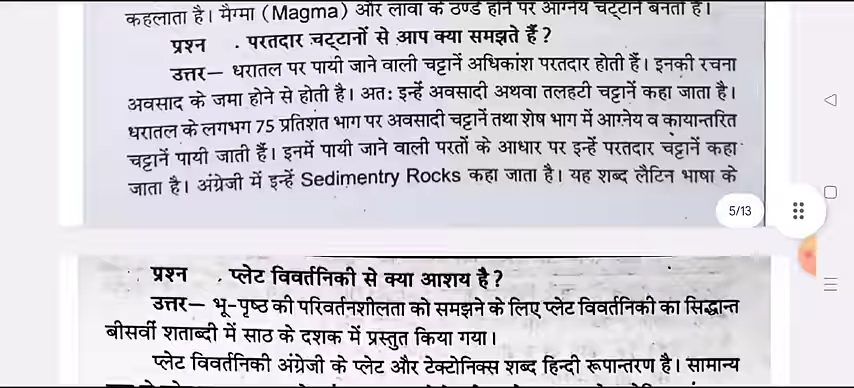 कहलाता है। मैग्मा (Magma) और लावा के ठण्डे होने पर आग्नेय चट्टानें बनती हैं।
प्रश्न . परतदार चट्टानों से आप क्या समझते हैं?
उत्तर— धरातल पर पायी जाने वाली चट्टानें अधिकांश परतदार होती हैं। इनकी रचना
अवसाद के जमा होने से होती है। अतः इन्हें अवसादी अथवा तलहटी चट्टानें कहा जाता है।
धरातल के लगभग 75 प्रतिशत भाग पर अवसादी चट्टानें तथा शेष भाग में आग्नेय व कायान्तरित
चट्टानें पायी जाती हैं। इनमें पायी जाने वाली परतों के आधार पर इन्हें परतदार चट्टानें कहा
जाता है। अंग्रेजी में इन्हें Sedimentry Rocks कहा जाता है। यह शब्द लैटिन भाषा के
5/13
प्रश्न . प्लेट विवर्तनिकी से क्या आशय है?
उत्तर— भू-पृष्ठ की परिवर्तनशीलता को समझने के लिए प्लेट विवर्तनिकी का सिद्धान्त
बीसवीं शताब्दी में साठ के दशक में प्रस्तुत किया गया।
प्लेट विवर्तनिकी अंग्रेजी के प्लेट और टेक्टोनिक्स शब्द हिन्दी रूपान्तरण है। सामान्य